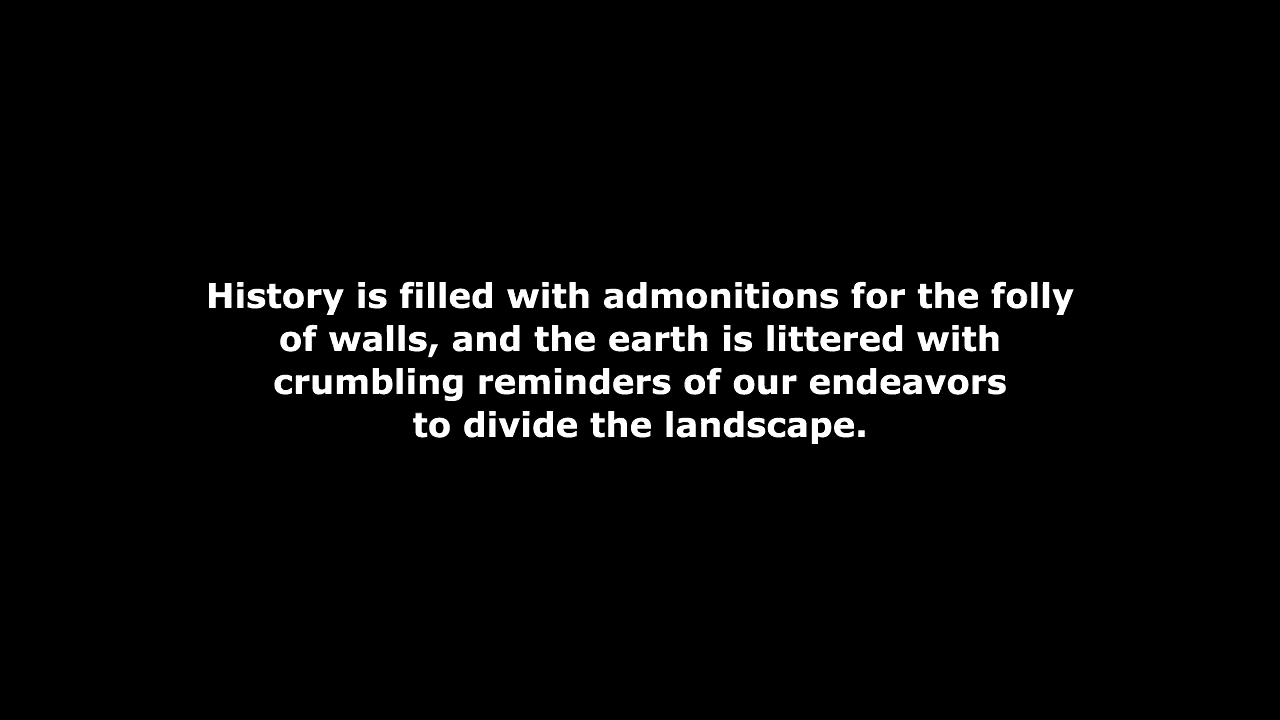 History is filled with admonitions for the folly
of walls, and the earth is littered with
crumbling reminders of our endeavors
to divide the landscape.